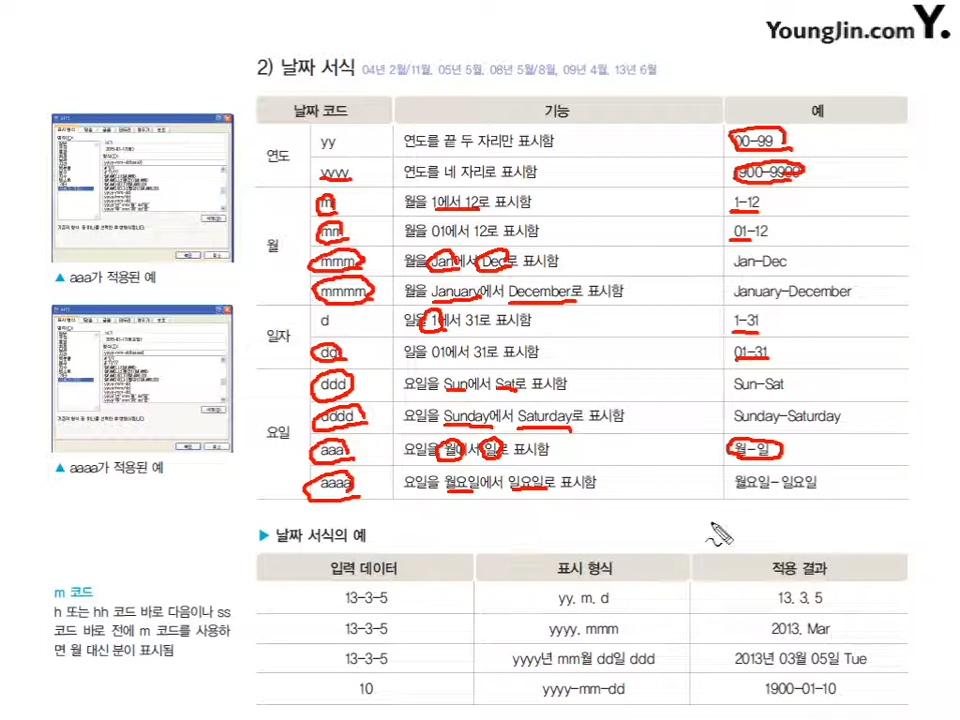 YoungJin.com Y.
2) 날짜 서식 04년 2월/11월, 05년 5월, 08년 5월/8월, 09년 4월, 13년 6월
날짜 코드 기능 예
연도 yy 연도를 끝 두 자리만 표시함 00-99
yyyy 연도를 네 자리로 표시함 1900-9999
월 m 월을 1에서 12로 표시함 1-12
mm 월을 01에서 12로 표시함 01-12
mmm 월을 Jan에서 Dec로 표시함 Jan-Dec
mmmm 월을 January에서 December로 표시함 January-December
일자 d 일을 1에서 31로 표시함 1-31
dd 일을 01에서 31로 표시함 01-31
요일 ddd 요일을 Sun에서 Sat로 표시함 Sun-Sat
dddd 요일을 Sunday에서 Saturday로 표시함 Sunday-Saturday
aaa 요일을 월에서 일로 표시함 월-일
aaaa 요일을 월요일에서 일요일로 표시함 월요일-일요일
▲ aaa가 적용된 예
▲ aaaa가 적용된 예
▶ 날짜 서식의 예
입력 데이터 표시 형식 적용 결과
13-3-5 yy. m. d 13. 3. 5
13-3-5 yyyy. mmm 2013. Mar
13-3-5 yyyy년 mm월 dd일 ddd 2013년 03월 05일 Tue
10 yyyy-mm-dd 1900-01-10
m 코드
h 또는 hh 코드 바로 다음이나 ss
코드 바로 전에 m 코드를 사용하
면 월 대신 분이 표시됨